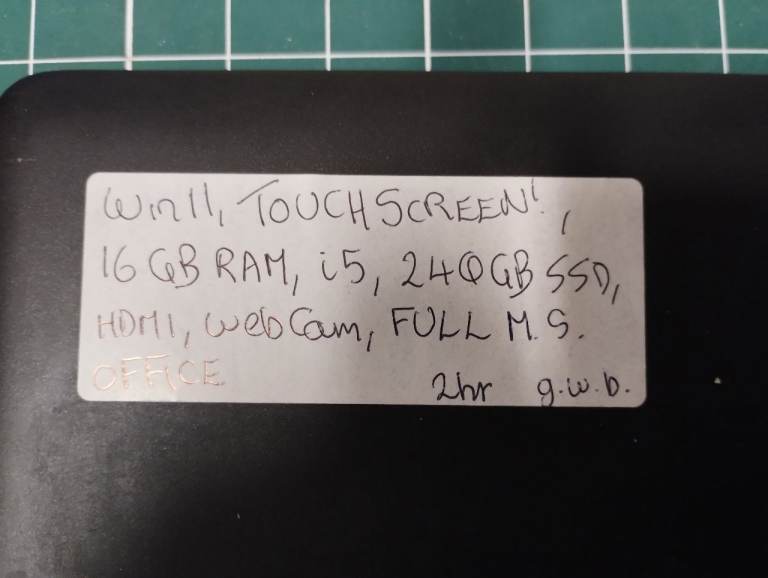 Win11, TOUCHSCREEN!,
16GB RAM, i5, 240GB SSD,
HDMI, WebCam, FULL M.S.
OFFICE 2hr g.w.b.